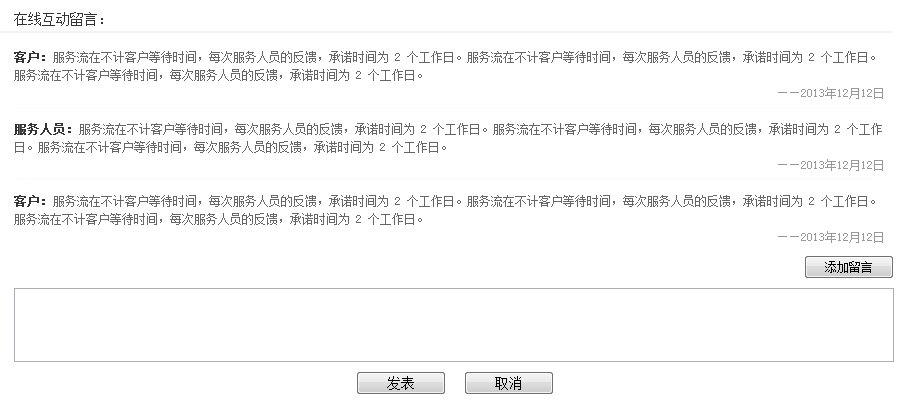 在线互动留言：
客户：服务流在不计客户等待时间，每次服务人员的反馈，承诺时间为 2 个工作日。服务流在不计客户等待时间，每次服务人员的反馈，承诺时间为 2 个工作日。
服务流在不计客户等待时间，每次服务人员的反馈，承诺时间为 2 个工作日。
——2013年12月12日
服务人员：服务流在不计客户等待时间，每次服务人员的反馈，承诺时间为 2 个工作日。服务流在不计客户等待时间，每次服务人员的反馈，承诺时间为 2 个工作
日。服务流在不计客户等待时间，每次服务人员的反馈，承诺时间为 2 个工作日。
——2013年12月12日
客户：服务流在不计客户等待时间，每次服务人员的反馈，承诺时间为 2 个工作日。服务流在不计客户等待时间，每次服务人员的反馈，承诺时间为 2 个工作日。
服务流在不计客户等待时间，每次服务人员的反馈，承诺时间为 2 个工作日。
——2013年12月12日
添加留言
发表 取消